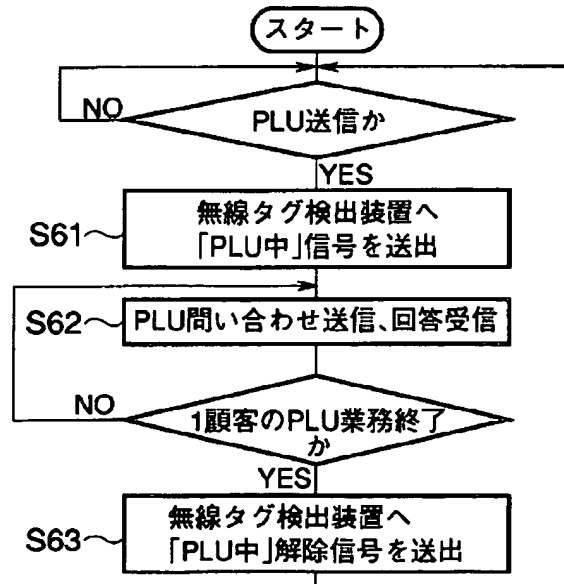 スタート
NO
PLU送信か
YES
S61
無線タグ検出装置へ
「PLU中」信号を送出
S62
PLU問い合わせ送信、回答受信
NO
1顧客のPLU業務終了
か
YES
S63
無線タグ検出装置へ
「PLU中」解除信号を送出